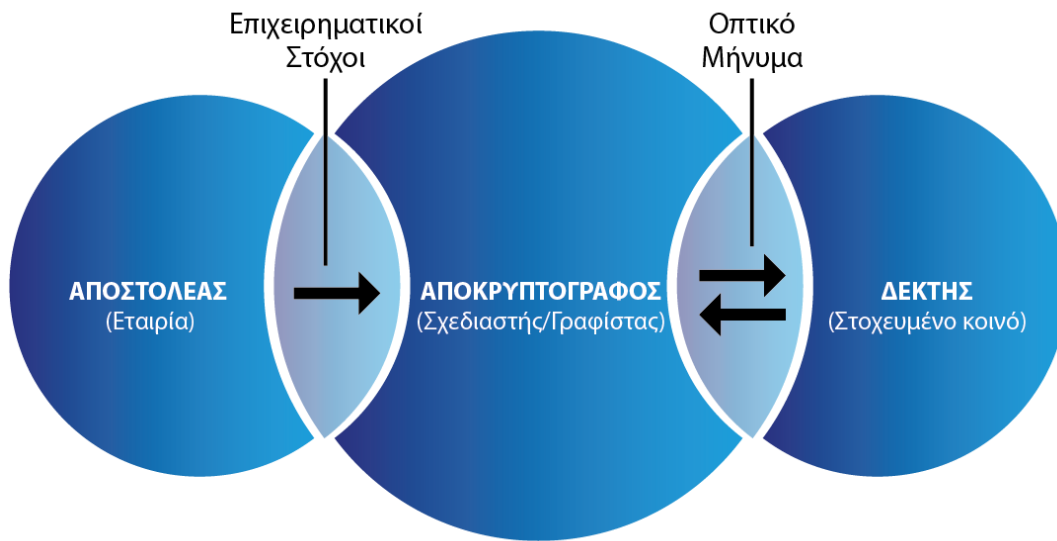 Επιχειρηματικοί
Στόχοι
Οπτικό
Μήνυμα
ΑΠΟΣΤΟΛΕΑΣ
(Εταιρία)
ΑΠΟΚΡΥΠΤΟΓΡΑΦΟΣ
(Σχεδιαστής/Γραφίστας)
ΔΕΚΤΗΣ
(Στοχευμένο κοινό)